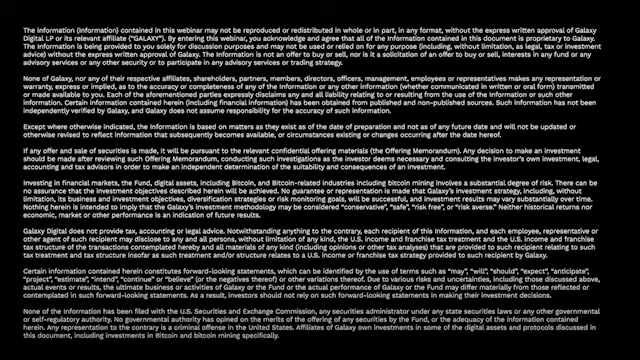 The information (Information) contained in this webinar may not be reproduced or redistributed in whole or in part, in any format, without the express written approval of Galaxy
Digital LP or its relevant affiliate ("GALAXY"). By entering this webinar, you acknowledge and agree that all of the Information contained in this document is proprietary to Galaxy.
The Information is being provided to you solely for discussion purposes and may not be used or relied on for any purpose (including, without limitation, as legal, tax or investment
advice) without the express written approval of Galaxy. The Information is not an offer to buy or sell, nor is it a solicitation of an offer to buy or sell, interests in any fund or any
advisory services or any other security or to participate in any advisory services or trading strategy.
None of Galaxy, nor any of their respective affiliates, shareholders, partners, members, directors, officers, management, employees or representatives makes any representation or
warranty, express or implied, as to the accuracy or completeness of any of the Information or any other information (whether communicated in written or oral form) transmitted
or made available to you. Each of the aforementioned parties expressly disclaims any and all liability relating to or resulting from the use of the Information or such other
information. Certain information contained herein (including financial information) has been obtained from published and non-published sources. Such information has not been
independently verified by Galaxy, and Galaxy does not assume responsibility for the accuracy of such information.
Except where otherwise indicated, the Information is based on matters as they exist as of the date of preparation and not as of any future date and will not be updated or
otherwise revised to reflect information that subsequently becomes available, or circumstances existing or changes occurring after the date hereof.
If any offer and sale of securities is made, it will be pursuant to the relevant confidential offering materials (the Offering Memorandum). Any decision to make an investment
should be made after reviewing such Offering Memorandum, conducting such investigations as the investor deems necessary and consulting the investor's own investment, legal,
accounting and tax advisors in order to make an independent determination of the suitability and consequences of an investment.
Investing in financial markets, the Fund, digital assets, including Bitcoin, and Bitcoin-related industries including bitcoin mining involves a substantial degree of risk. There can be
no assurance that the investment objectives described herein will be achieved. No guarantee or representation is made that Galaxy's investment strategy, including, without
limitation, its business and investment objectives, diversification strategies or risk monitoring goals, will be successful, and investment results may vary substantially over time.
Nothing herein is intended to imply that the Galaxy's investment methodology may be considered "conservative", "safe", "risk free", or "risk averse." Neither historical returns nor
economic, market or other performance is an indication of future results.
Galaxy Digital does not provide tax, accounting or legal advice. Notwithstanding anything to the contrary, each recipient of this Information, and each employee, representative or
other agent of such recipient may disclose to any and all persons, without limitation of any kind, the U.S. income and franchise tax treatment and the U.S. income and franchise
tax structure of the transactions contemplated hereby and all materials of any kind (including opinions or other tax analyses) that are provided to such recipient relating to such
tax treatment and tax structure insofar as such treatment and/or structure relates to a U.S. income or franchise tax strategy provided to such recipient by Galaxy.
Certain information contained herein constitutes forward-looking statements, which can be identified by the use of terms such as "may", "will", "should", "expect", "anticipate",
"project", "estimate", "intend", "continue" or "believe" (or the negatives thereof) or other variations thereof. Due to various risks and uncertainties, including those discussed above,
actual events or results, the ultimate business or activities of Galaxy or the Fund or the actual performance of Galaxy or the Fund may differ materially from those reflected or
contemplated in such forward-looking statements. As a result, investors should not rely on such forward-looking statements in making their investment decisions.
None of the Information has been filed with the U.S. Securities and Exchange Commission, any securities administrator under any state securities laws or any other governmental
or self-regulatory authority. No governmental authority has opined on the merits of the offering of any securities by the Fund, or the adequacy of the information contained
herein. Any representation to the contrary is a criminal offense in the United States. Affiliates of Galaxy own investments in some of the digital assets and protocols discussed in
this document, including investments in Bitcoin and bitcoin mining specifically.